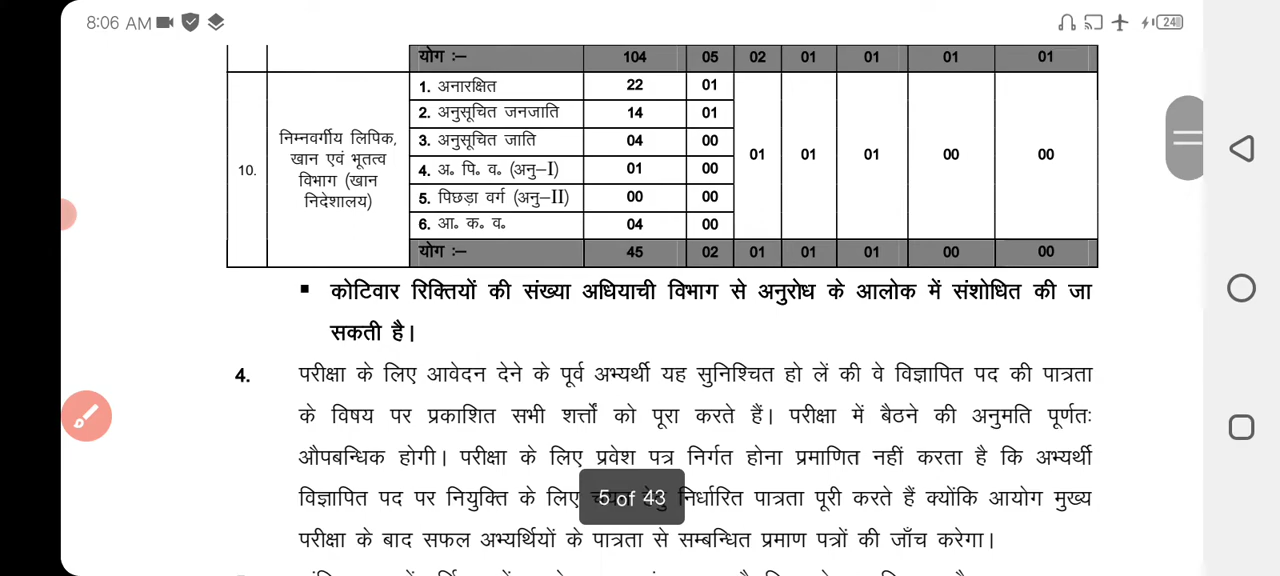 8:06 AM 24
योग :– 104 05 02 01 01 01 01
10. निम्नवर्गीय लिपिक, खान एवं भूतत्व विभाग (खान निदेशालय)
1. अनारक्षित 22 01
2. अनुसूचित जनजाति 14 01
3. अनुसूचित जाति 04 00
01 01 01 00 00
4. अ॰ पि॰ व॰ (अनु–I) 01 00
5. पिछड़ा वर्ग (अनु–II) 00 00
6. आ॰ क॰ व॰ 04 00
योग :– 45 02 01 01 01 00 00
▪ कोटिवार रिक्तियों की संख्या अधियाची विभाग से अनुरोध के आलोक में संशोधित की जा
सकती है।
4. परीक्षा के लिए आवेदन देने के पूर्व अभ्यर्थी यह सुनिश्चित हो लें की वे विज्ञापित पद की पात्रता
के विषय पर प्रकाशित सभी शर्त्तों को पूरा करते हैं। परीक्षा में बैठने की अनुमति पूर्णतः
औपबन्धिक होगी। परीक्षा के लिए प्रवेश पत्र निर्गत होना प्रमाणित नहीं करता है कि अभ्यर्थी
विज्ञापित पद पर नियुक्ति के लिए निर्धारित पात्रता पूरी करते हैं क्योंकि आयोग मुख्य
5 of 43
परीक्षा के बाद सफल अभ्यर्थियों के पात्रता से सम्बन्धित प्रमाण पत्रों की जाँच करेगा।